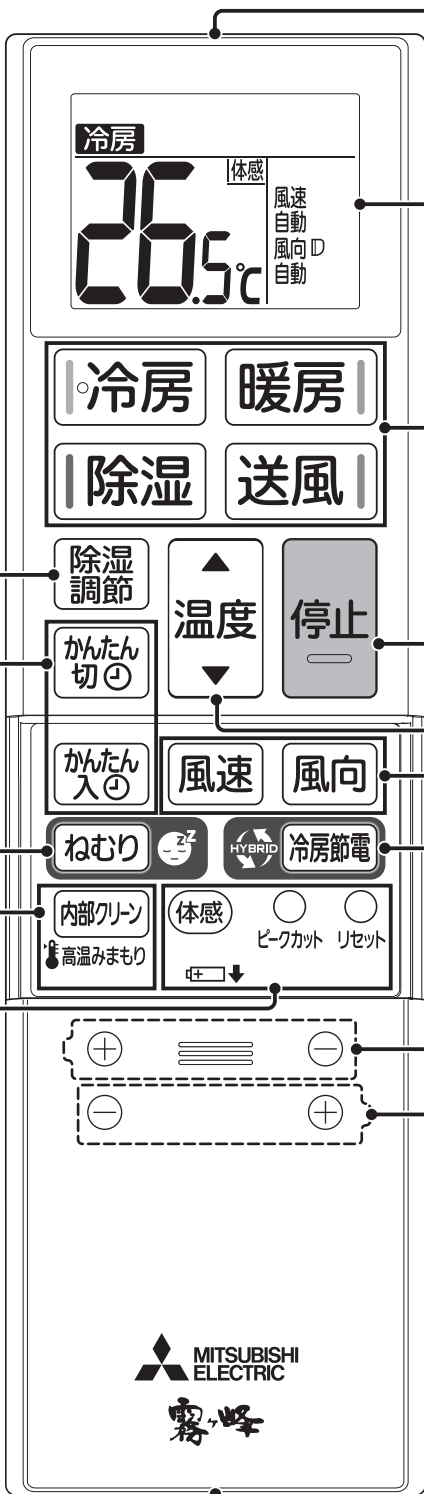 冷房
26.5℃
体感
風速
自動
風向
自動
冷房
暖房
除湿
送風
除湿
調節
温度
停止
かんたん
切
かんたん
入
風速
風向
ねむり
zz
HYBRID
冷房節電
内部クリーン
高温みまもり
体感
ピークカット
リセット
MITSUBISHI
ELECTRIC
霧ヶ峰